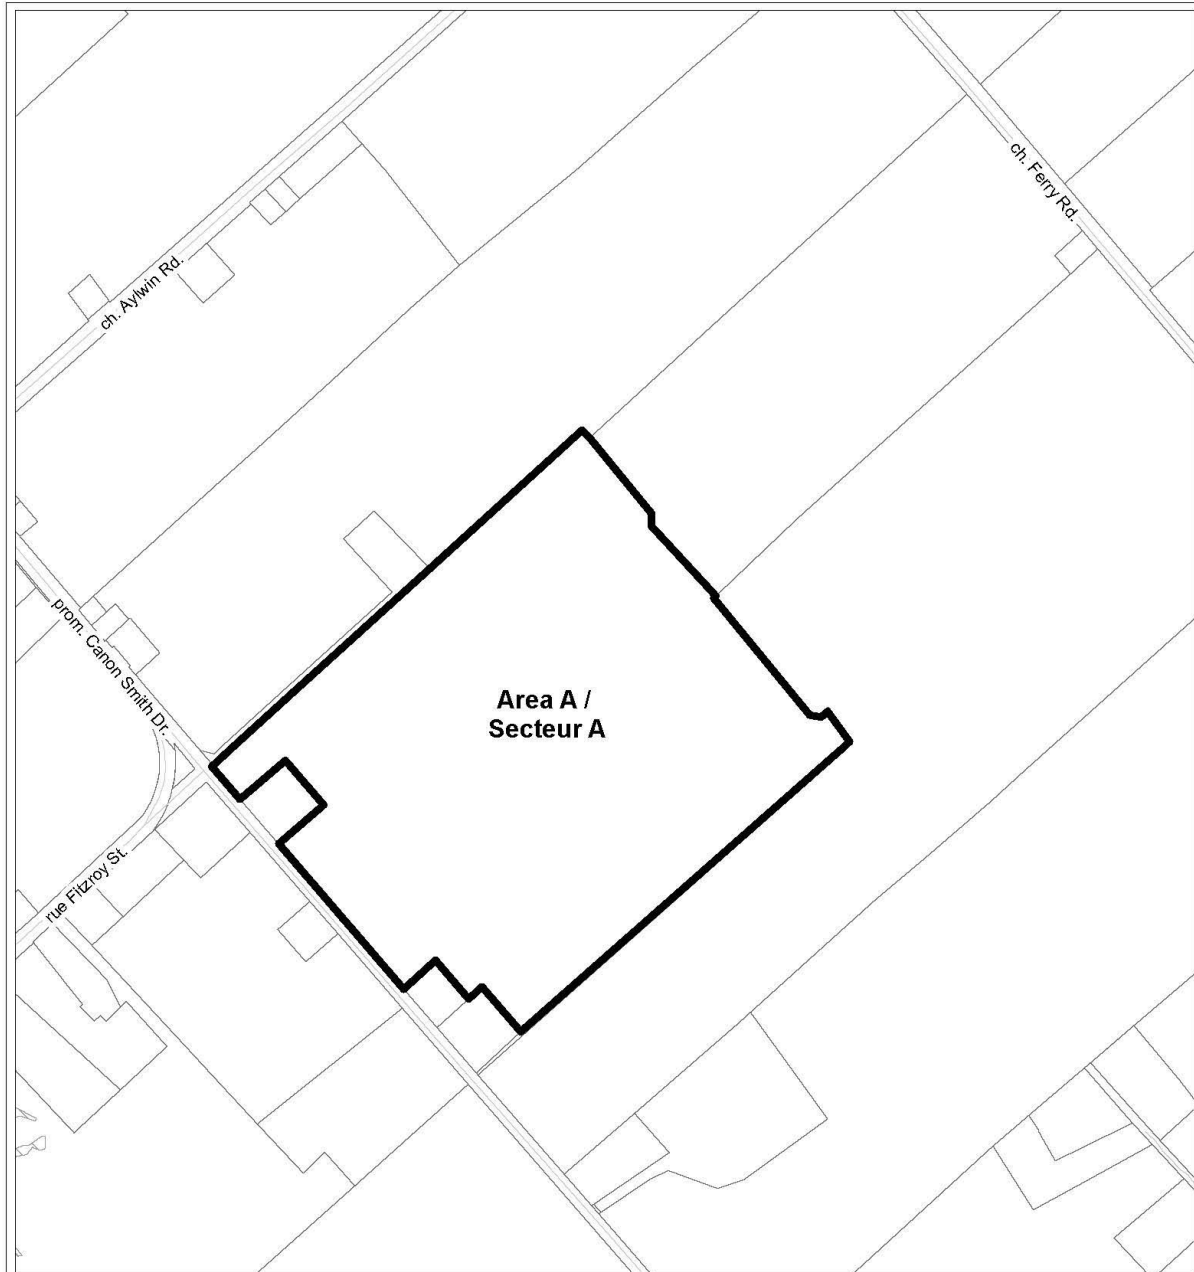 ch. Ferry Rd.
ch. Aylwin Rd.
prom. Canon Smith Dr.
Area A /
Secteur A
rue Fitzroy St.